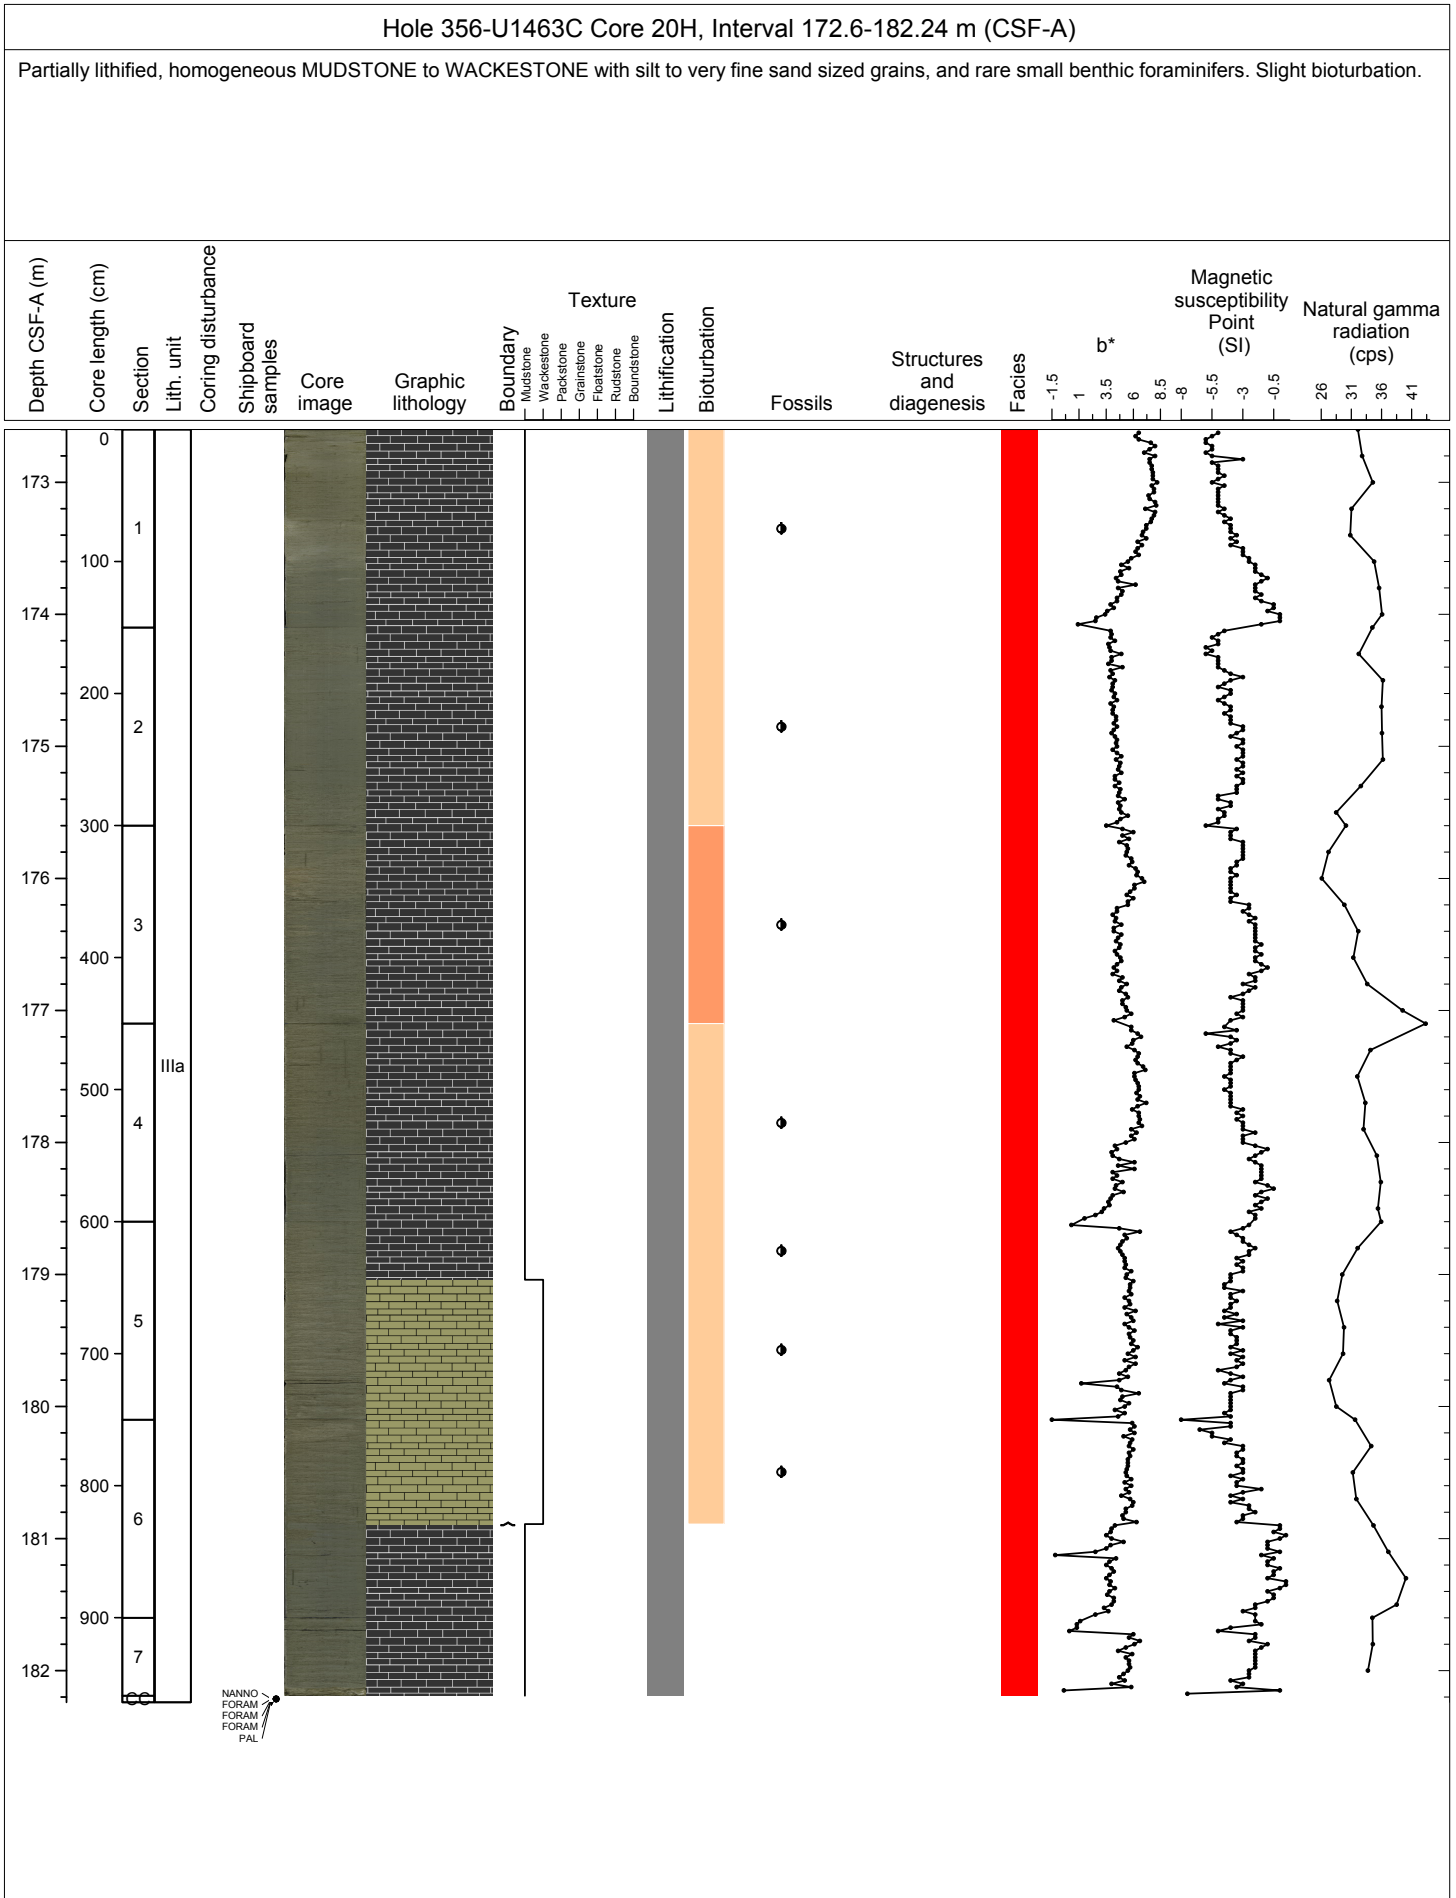 Hole 356-U1463C Core 20H, Interval 172.6-182.24 m (CSF-A)
Partially lithified, homogeneous MUDSTONE to WACKESTONE with silt to very fine sand sized grains, and rare small benthic foraminifers. Slight bioturbation.
Depth CSF-A (m)
Core length (cm)
Section
Lith. unit
Coring disturbance
Shipboard
samples
Core
image
Graphic
lithology
Boundary
Texture
Mudstone
Wackestone
Packstone
Grainstone
Floatstone
Rudstone
Boundstone
Lithification
Bioturbation
Fossils
Structures
and
diagenesis
Facies
b*
-1.5
1
3.5
6
8.5
Magnetic
susceptibility
Point
(SI)
-8
-5.5
-3
-0.5
Natural gamma
radiation
(cps)
26
31
36
41
0
173
1
100
174
200
2
175
300
176
3
400
177
IIIa
500
4
178
600
179
5
700
180
800
6
181
900
7
182
CC
NANNO
FORAM
FORAM
FORAM
PAL